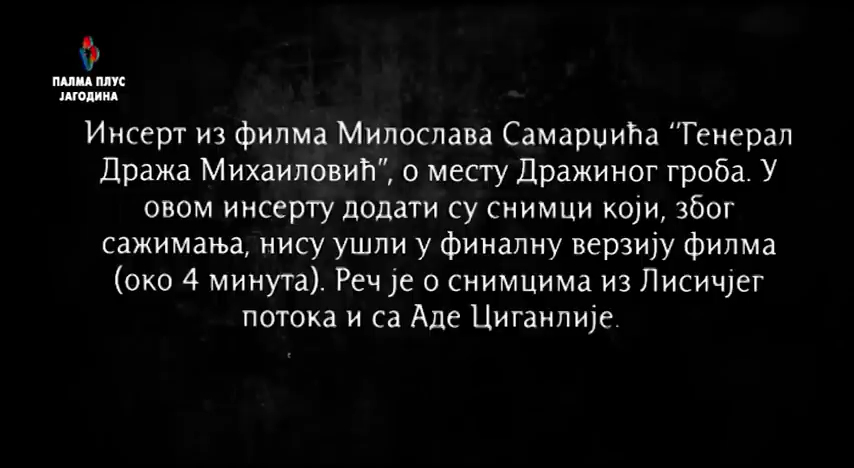 ПАЛМА ПЛУС
ЈАГОДИНА
Инсерт из филма Милослава Самарџића “Генерал
Дража Михаиловић”, о месту Дражиног гроба. У
овом инсерту додати су снимци који, због
сажимања, нису ушли у финалну верзију филма
(око 4 минута). Реч је о снимцима из Лисичјег
потока и са Аде Циганлије.